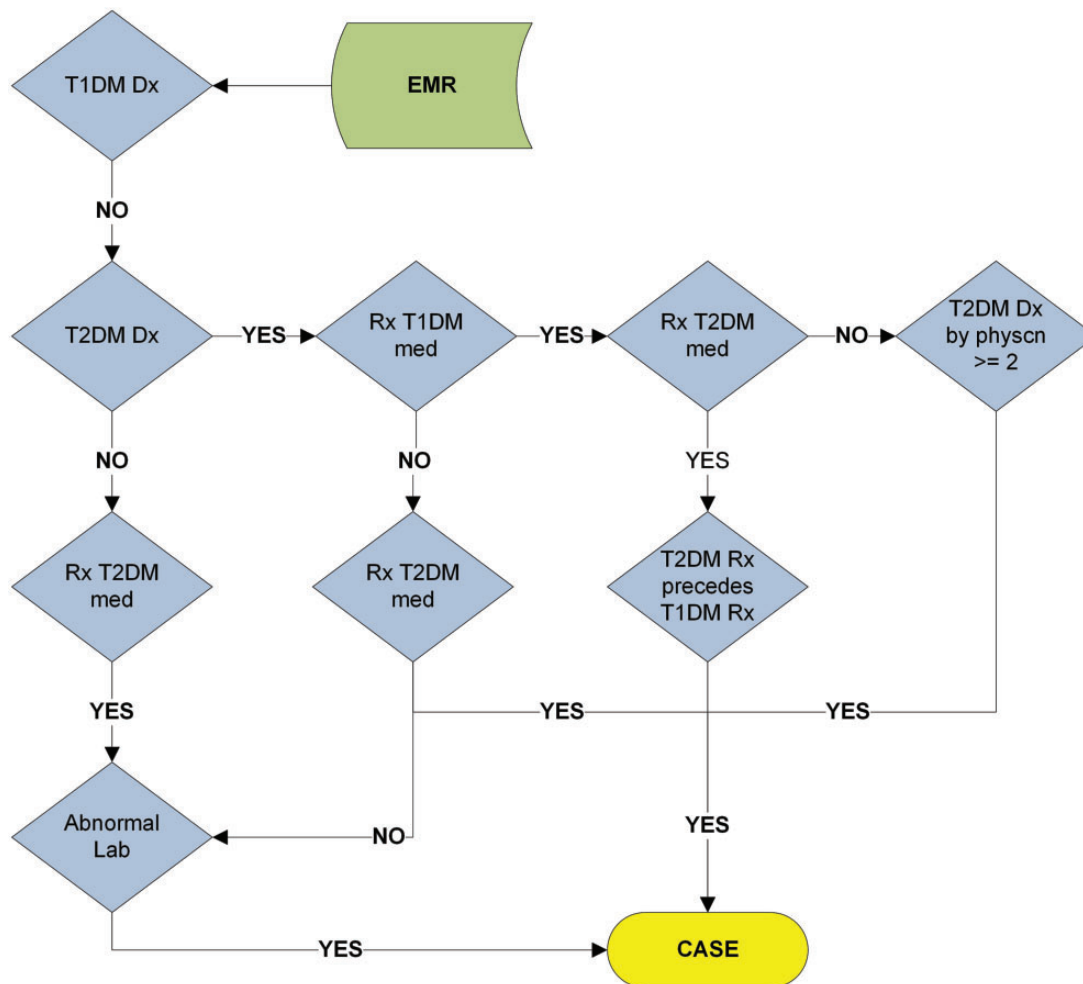 T1DM Dx
EMR
NO
T2DM Dx
YES
Rx T1DM
med
YES
Rx T2DM
med
NO
T2DM Dx
by physcn
>= 2
NO
NO
YES
Rx T2DM
med
Rx T2DM
med
T2DM Rx
precedes
T1DM Rx
YES
YES
YES
Abnormal
Lab
NO
YES
YES
CASE